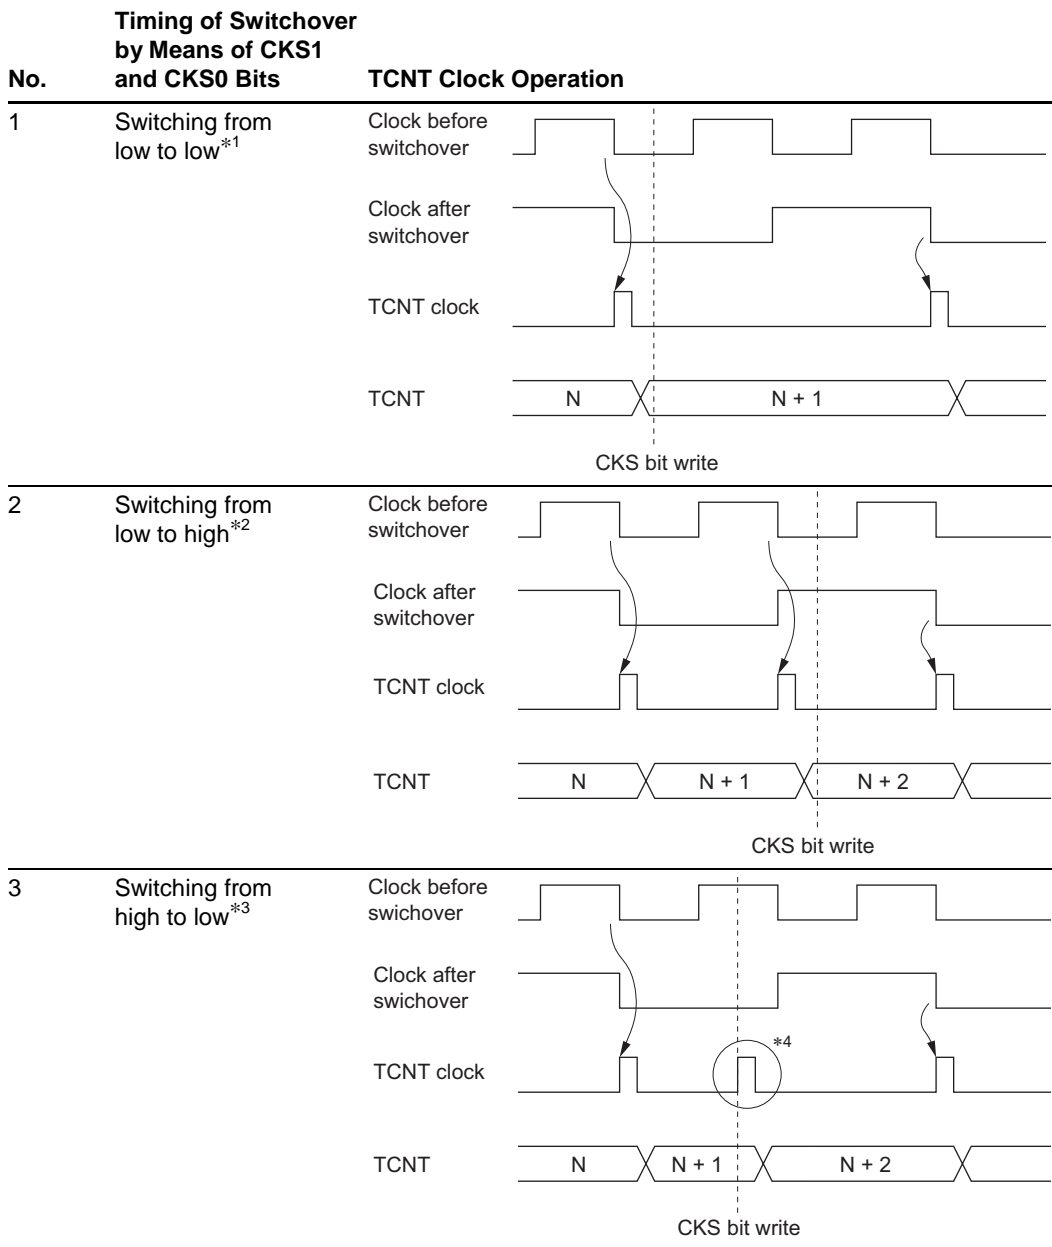 Timing of Switchover
by Means of CKS1
No. and CKS0 Bits TCNT Clock Operation
1 Switching from Clock before
low to low*1 switchover
Clock after
switchover
TCNT clock
TCNT N N + 1
CKS bit write
2 Switching from Clock before
low to high*2 switchover
Clock after
switchover
TCNT clock
TCNT N N + 1 N + 2
CKS bit write
3 Switching from Clock before
high to low*3 swichover
Clock after
swichover
*4
TCNT clock
TCNT N N + 1 N + 2
CKS bit write